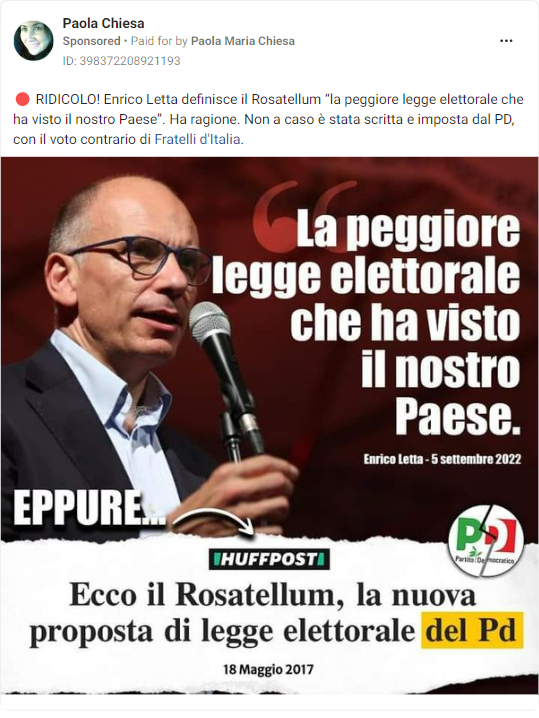 Paola Chiesa
Sponsored • Paid for by Paola Maria Chiesa
ID: 398372208921193
🔴 RIDICOLO! Enrico Letta definisce il Rosatellum “la peggiore legge elettorale che
ha visto il nostro Paese”. Ha ragione. Non a caso è stata scritta e imposta dal PD,
con il voto contrario di Fratelli d'Italia.
“La peggiore
legge elettorale
che ha visto
il nostro
Paese.
Enrico Letta - 5 settembre 2022
EPPURE...
PD
Partito Democratico
HUFFPOST
Ecco il Rosatellum, la nuova
proposta di legge elettorale del Pd
18 Maggio 2017